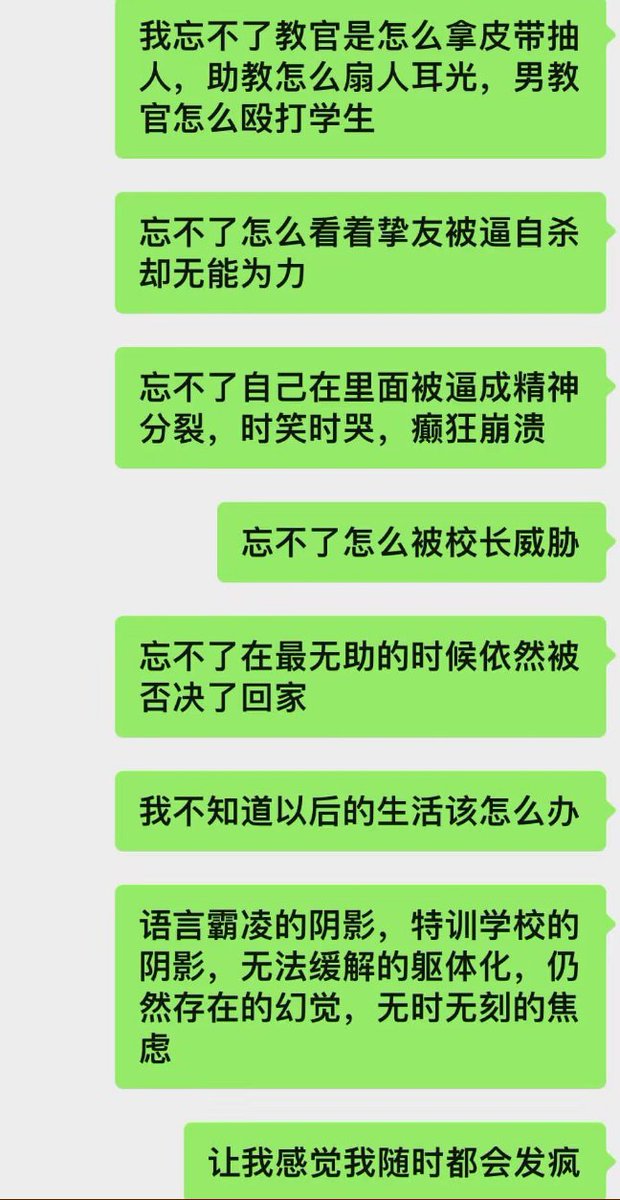 我忘不了教官是怎么拿皮带抽
人，助教怎么扇人耳光，男教
官怎么殴打学生
忘不了怎么看着挚友被逼自杀
却无能为力
忘不了自己在里面被逼成精神
分裂，时笑时哭，癫狂崩溃
忘不了怎么被校长威胁
忘不了在最无助的时候依然被
否决了回家
我不知道以后的生活该怎么办
语言霸凌的阴影，特训学校的
阴影，无法缓解的躯体化，仍
然存在的幻觉，无时无刻的焦
虑
让我感觉我随时都会发疯